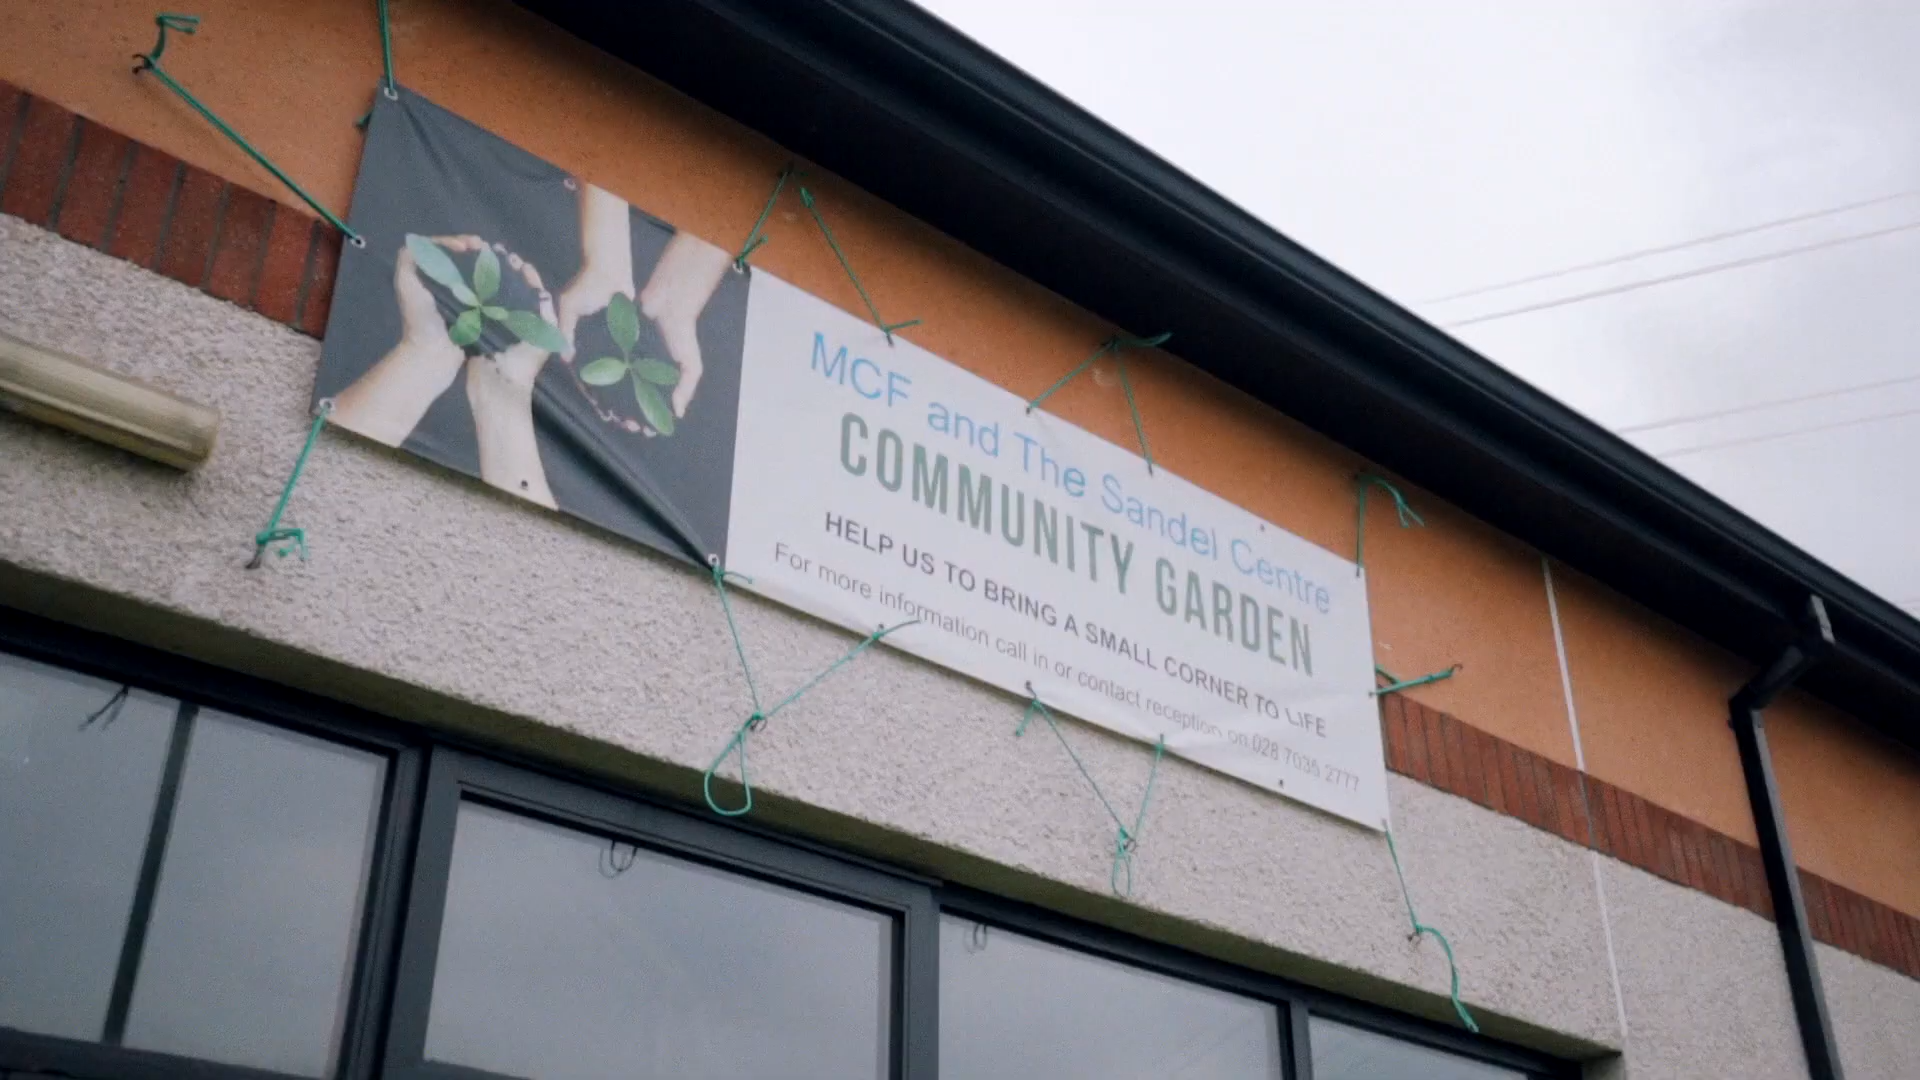 MCF and The Sandel Centre
COMMUNITY GARDEN
HELP US TO BRING A SMALL CORNER TO LIFE
For more information call in or contact reception on 028 7035 2777